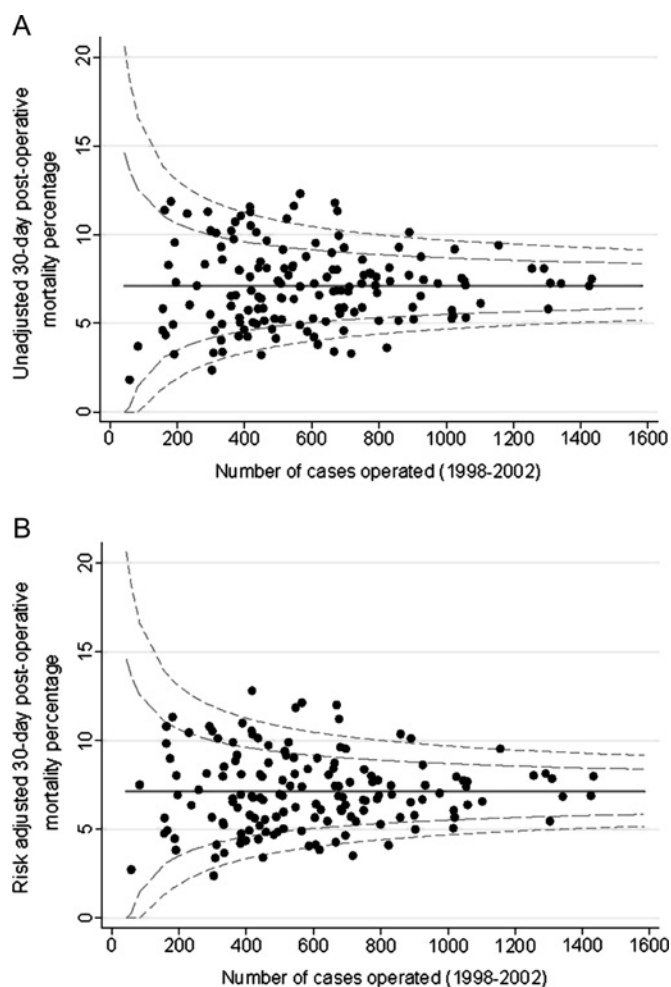 A
Unadjusted 30-day post-operative
mortality percentage
20
15
10
5
0
0 200 400 600 800 1000 1200 1400 1600
Number of cases operated (1998-2002)
B
Risk adjusted 30-day post-operative
mortality percentage
20
15
10
5
0
0 200 400 600 800 1000 1200 1400 1600
Number of cases operated (1998-2002)